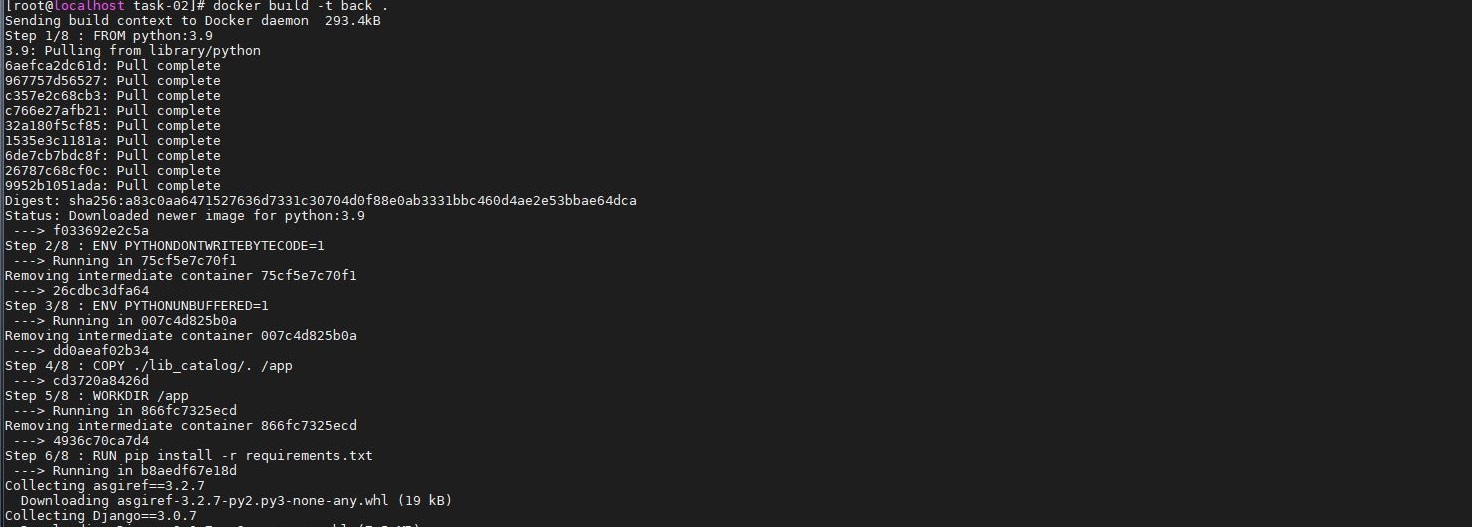 [root@localhost task-02]# docker build -t back .
Sending build context to Docker daemon  293.4kB
Step 1/8 : FROM python:3.9
3.9: Pulling from library/python
6aefca2dc61d: Pull complete
967757d56527: Pull complete
c357e2c68cb3: Pull complete
c766e27afb21: Pull complete
32a180f5cf85: Pull complete
1535e3c1181a: Pull complete
6de7cb7bdc8f: Pull complete
26787c68cf0c: Pull complete
9952b1051ada: Pull complete
Digest: sha256:a83c0aa6471527636d7331c30704d0f88e0ab3331bbc460d4ae2e53bbae64dca
Status: Downloaded newer image for python:3.9
 ---> f033692e2c5a
Step 2/8 : ENV PYTHONDONTWRITEBYTECODE=1
 ---> Running in 75cf5e7c70f1
Removing intermediate container 75cf5e7c70f1
 ---> 26cdbc3dfa64
Step 3/8 : ENV PYTHONUNBUFFERED=1
 ---> Running in 007c4d825b0a
Removing intermediate container 007c4d825b0a
 ---> dd0aeaf02b34
Step 4/8 : COPY ./lib_catalog/. /app
 ---> cd3720a8426d
Step 5/8 : WORKDIR /app
 ---> Running in 866fc7325ecd
Removing intermediate container 866fc7325ecd
 ---> 4936c70ca7d4
Step 6/8 : RUN pip install -r requirements.txt
 ---> Running in b8aedf67e18d
Collecting asgiref==3.2.7
  Downloading asgiref-3.2.7-py2.py3-none-any.whl (19 kB)
Collecting Django==3.0.7